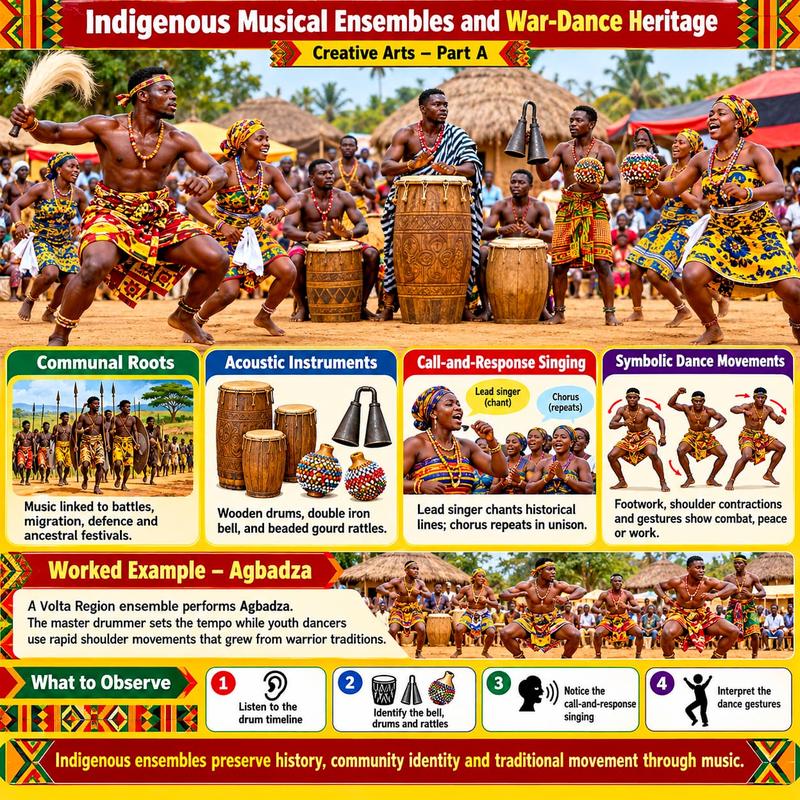 Indigenous Musical Ensembles and War-Dance Heritage
Creative Arts – Part A
Communal Roots
Music linked to battles,
migration, defence and
ancestral festivals.
Acoustic Instruments
Wooden drums, double iron
bell, and beaded gourd rattles.
Call-and-Response Singing
Lead singer
(chant)
Chorus
(repeats)
Lead singer chants historical
lines; chorus repeats in unison.
Symbolic Dance Movements
Footwork, shoulder contractions
and gestures show combat, peace
or work.
Worked Example – Agbadza
A Volta Region ensemble performs Agbadza.
The master drummer sets the tempo while youth dancers
use rapid shoulder movements that grew from warrior traditions.
What to Observe
1
Listen to the
drum timeline
2
Identify the bell,
drums and rattles
3
Notice the
call-and-response
singing
4
Interpret the
dance gestures
Indigenous ensembles preserve history, community identity and traditional movement through music.